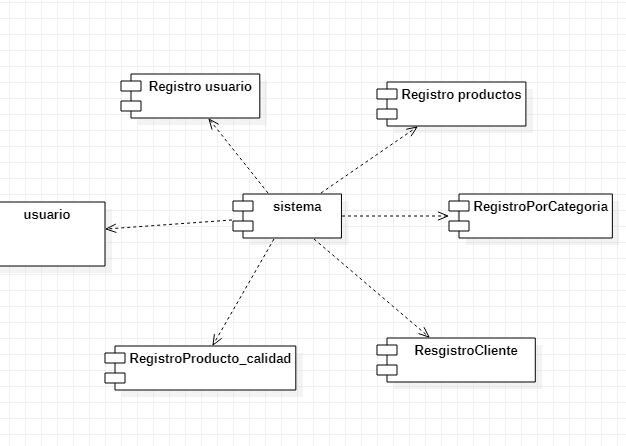 Registro usuario
Registro productos
usuario
sistema
RegistroPorCategoria
RegistroProducto_calidad
ResgistroCliente